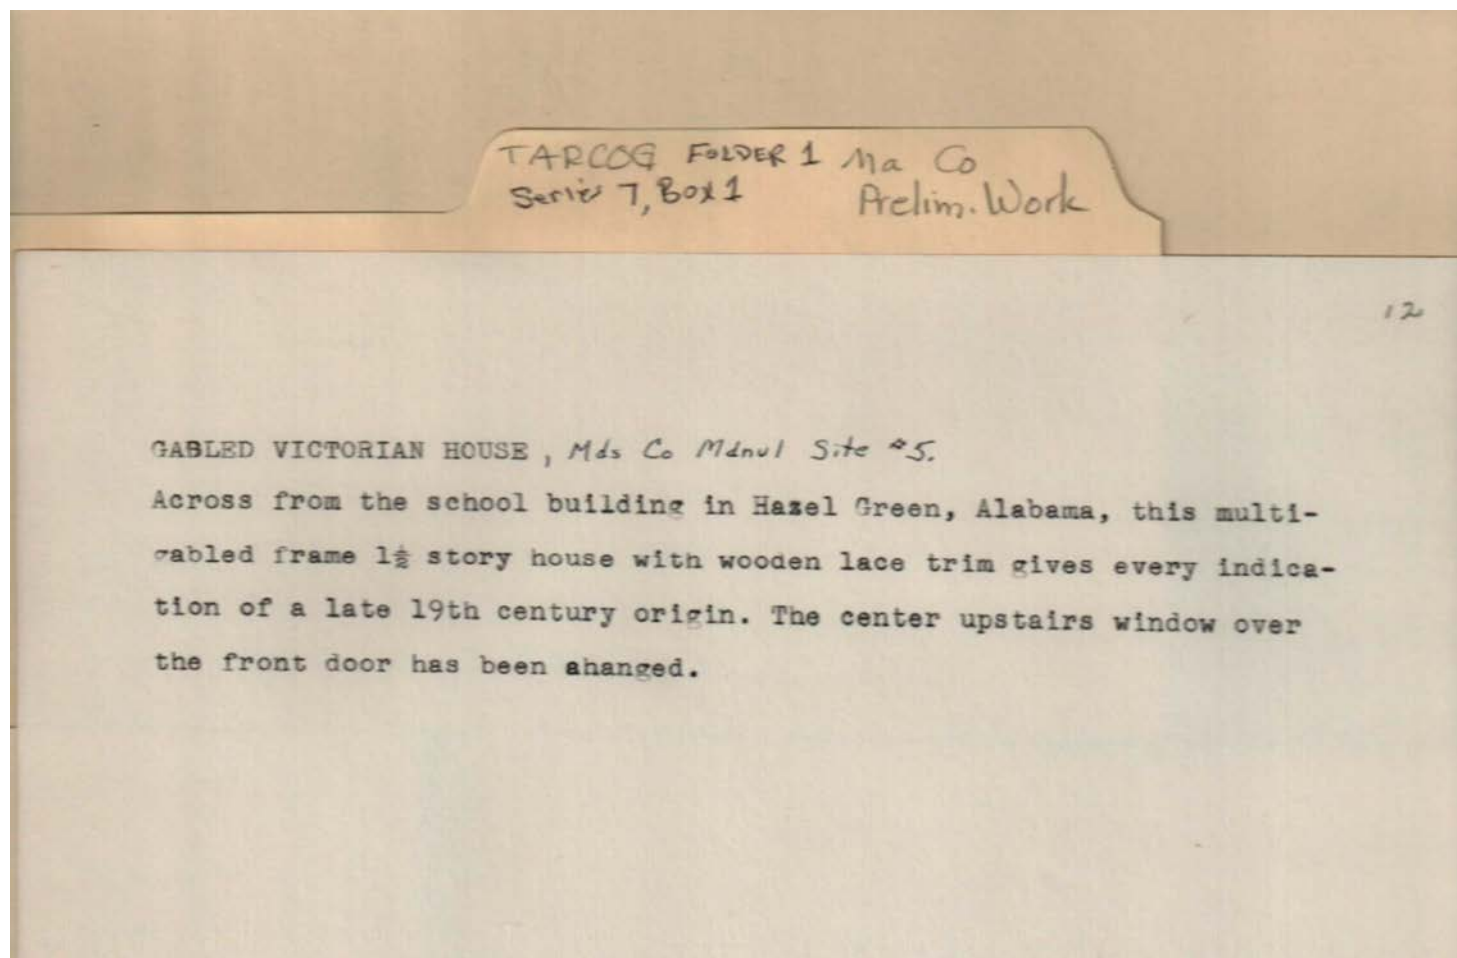 TARCOG FOLDER 1 Ma Co
Series 7, Box 1 Prelim. Work
12
GABLED VICTORIAN HOUSE, Mds Co Mdnvl Site #5.
Across from the school building in Hazel Green, Alabama, this multi-
gabled frame 1½ story house with wooden lace trim gives every indica-
tion of a late 19th century origin. The center upstairs window over
the front door has been ahanged.